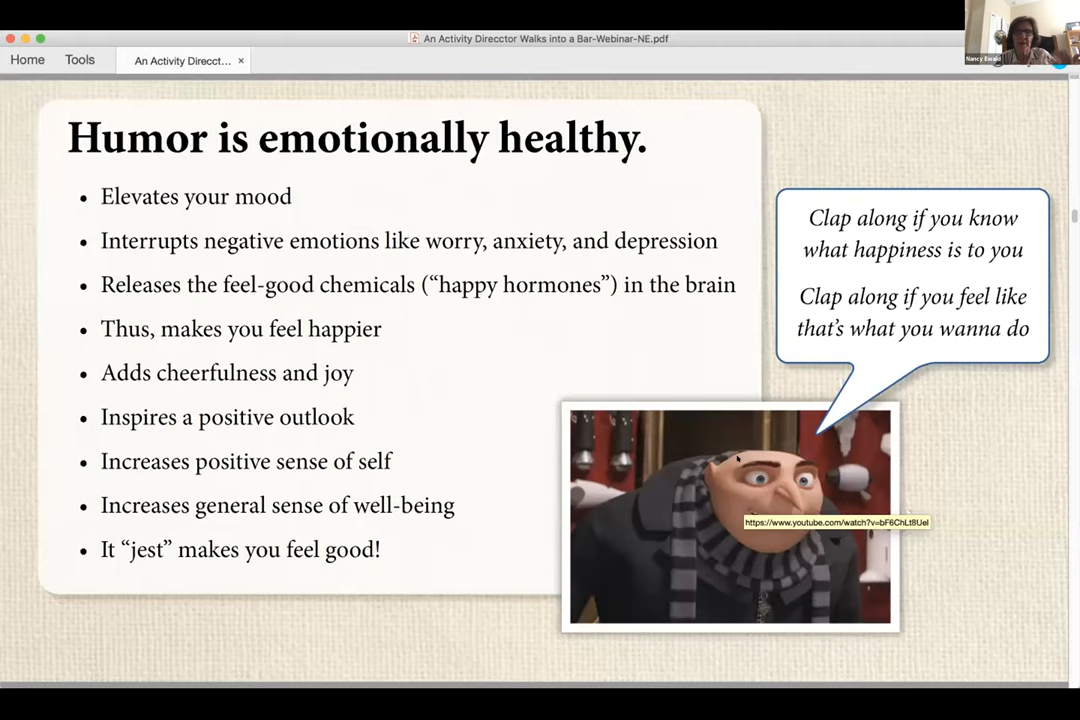 An Activity Direcctor Walks into a Bar-Webinar-NE.pdf
Home
Tools
An Activity Direcct... ×
Nancy Ewald
Humor is emotionally healthy.
• Elevates your mood
• Interrupts negative emotions like worry, anxiety, and depression
• Releases the feel-good chemicals (“happy hormones”) in the brain
• Thus, makes you feel happier
• Adds cheerfulness and joy
• Inspires a positive outlook
• Increases positive sense of self
• Increases general sense of well-being
• It “jest” makes you feel good!
Clap along if you know
what happiness is to you
Clap along if you feel like
that’s what you wanna do
https://www.youtube.com/watch?v=bF6ChLt8UeI